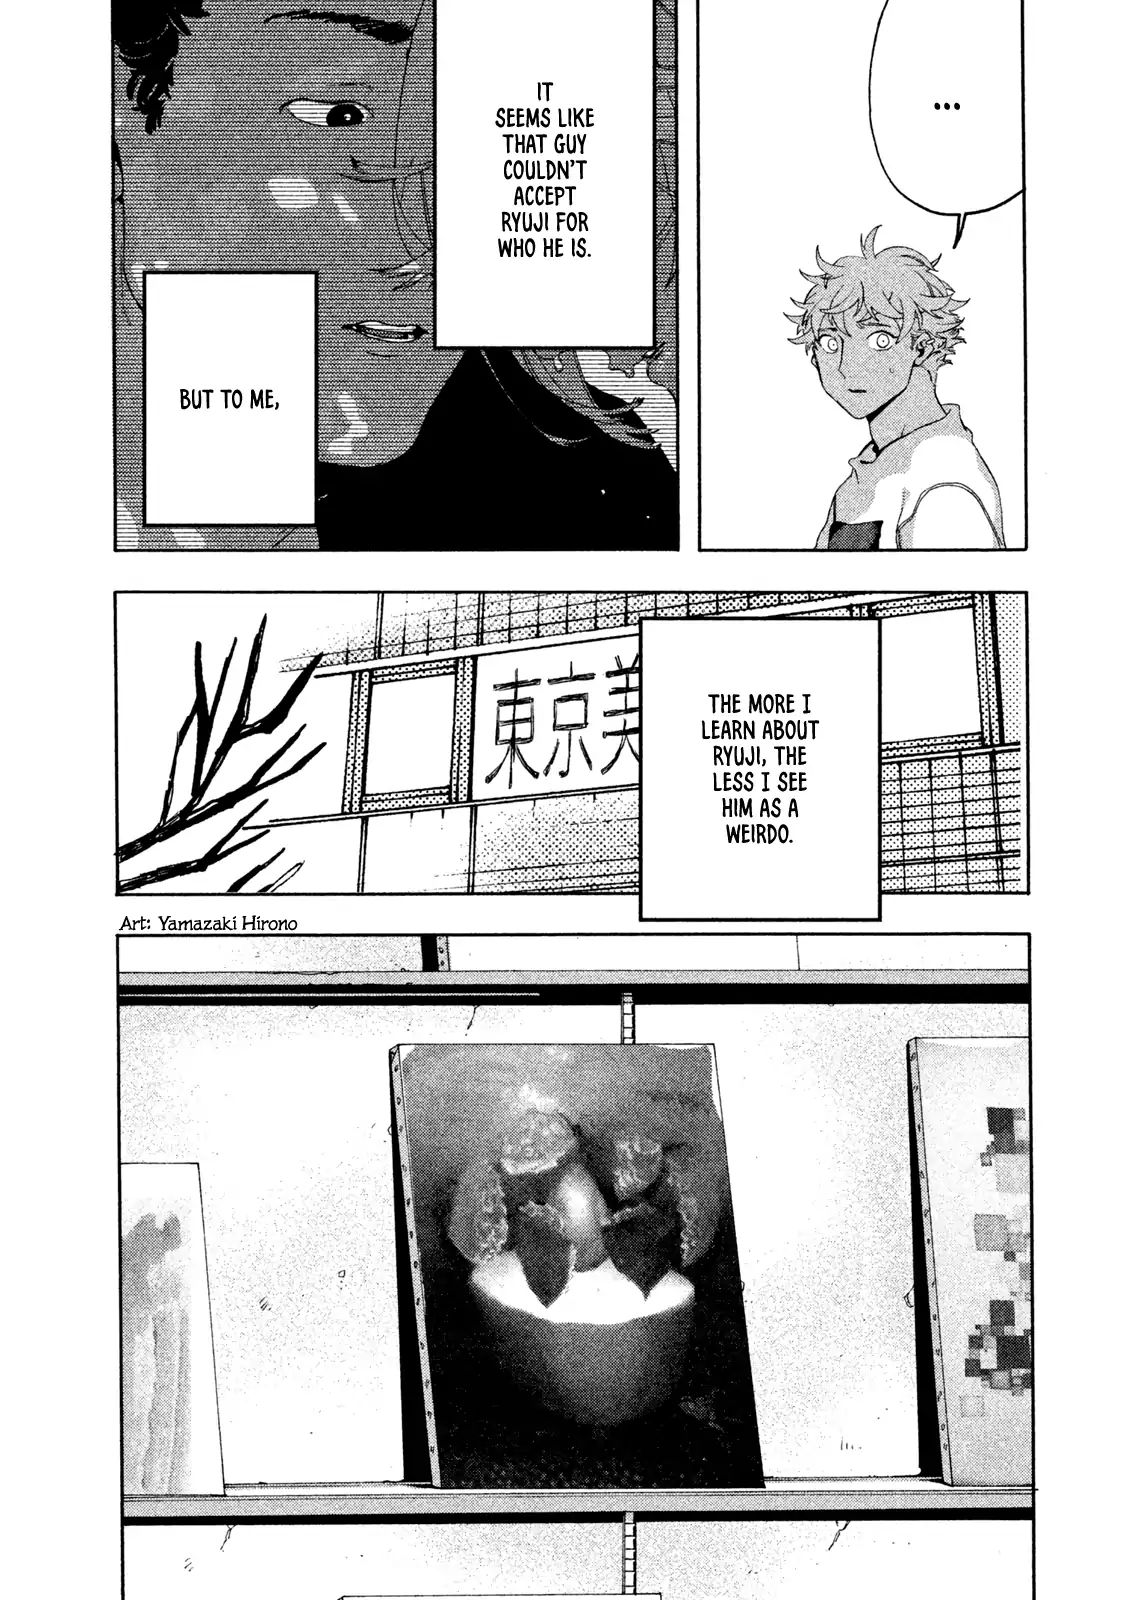 ...
IT
SEEMS LIKE
THAT GUY
COULDN'T
ACCEPT
RYUJI FOR
WHO HE IS.
BUT TO ME,
東京美
THE MORE I
LEARN ABOUT
RYUJI, THE
LESS I SEE
HIM AS A
WEIRDO.
Art: Yamazaki Hirono